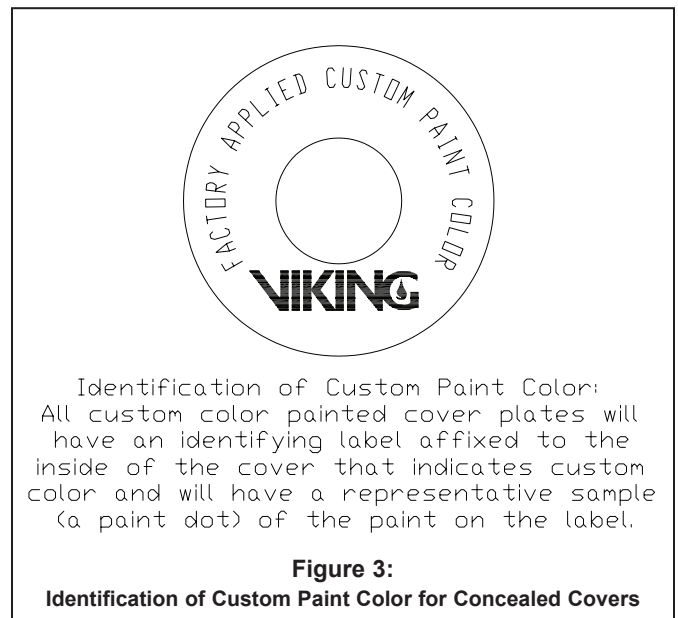 FACTORY APPLIED CUSTOM PAINT COLOR
VIKING
Identification of Custom Paint Color:
All custom color painted cover plates will
have an identifying label affixed to the
inside of the cover that indicates custom
color and will have a representative sample
(a paint dot) of the paint on the label.
Figure 3:
Identification of Custom Paint Color for Concealed Covers